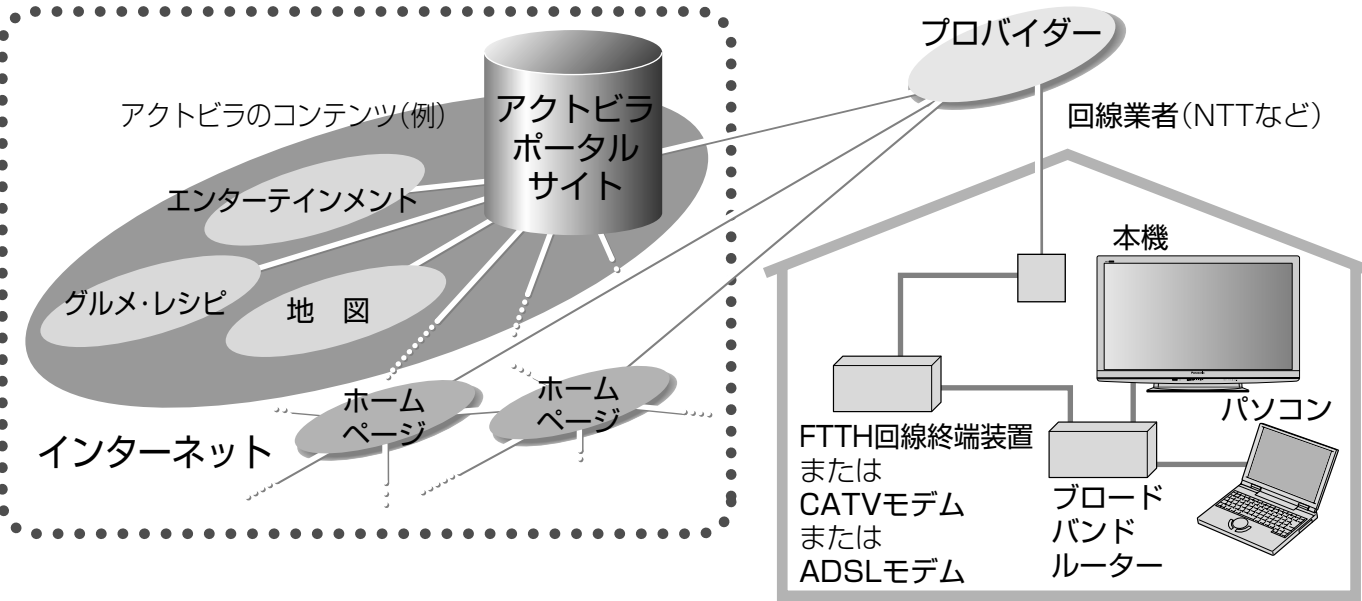 プロバイダー
アクトビラのコンテンツ(例)
アクトビラ
ポータル
サイト
回線業者(NTTなど)
エンターテインメント
本機
グルメ・レシピ
地 図
Panasonic
ホーム
ページ
ホーム
ページ
インターネット
パソコン
FTTH回線終端装置
または
CATVモデム
または
ADSLモデム
ブロード
バンド
ルーター